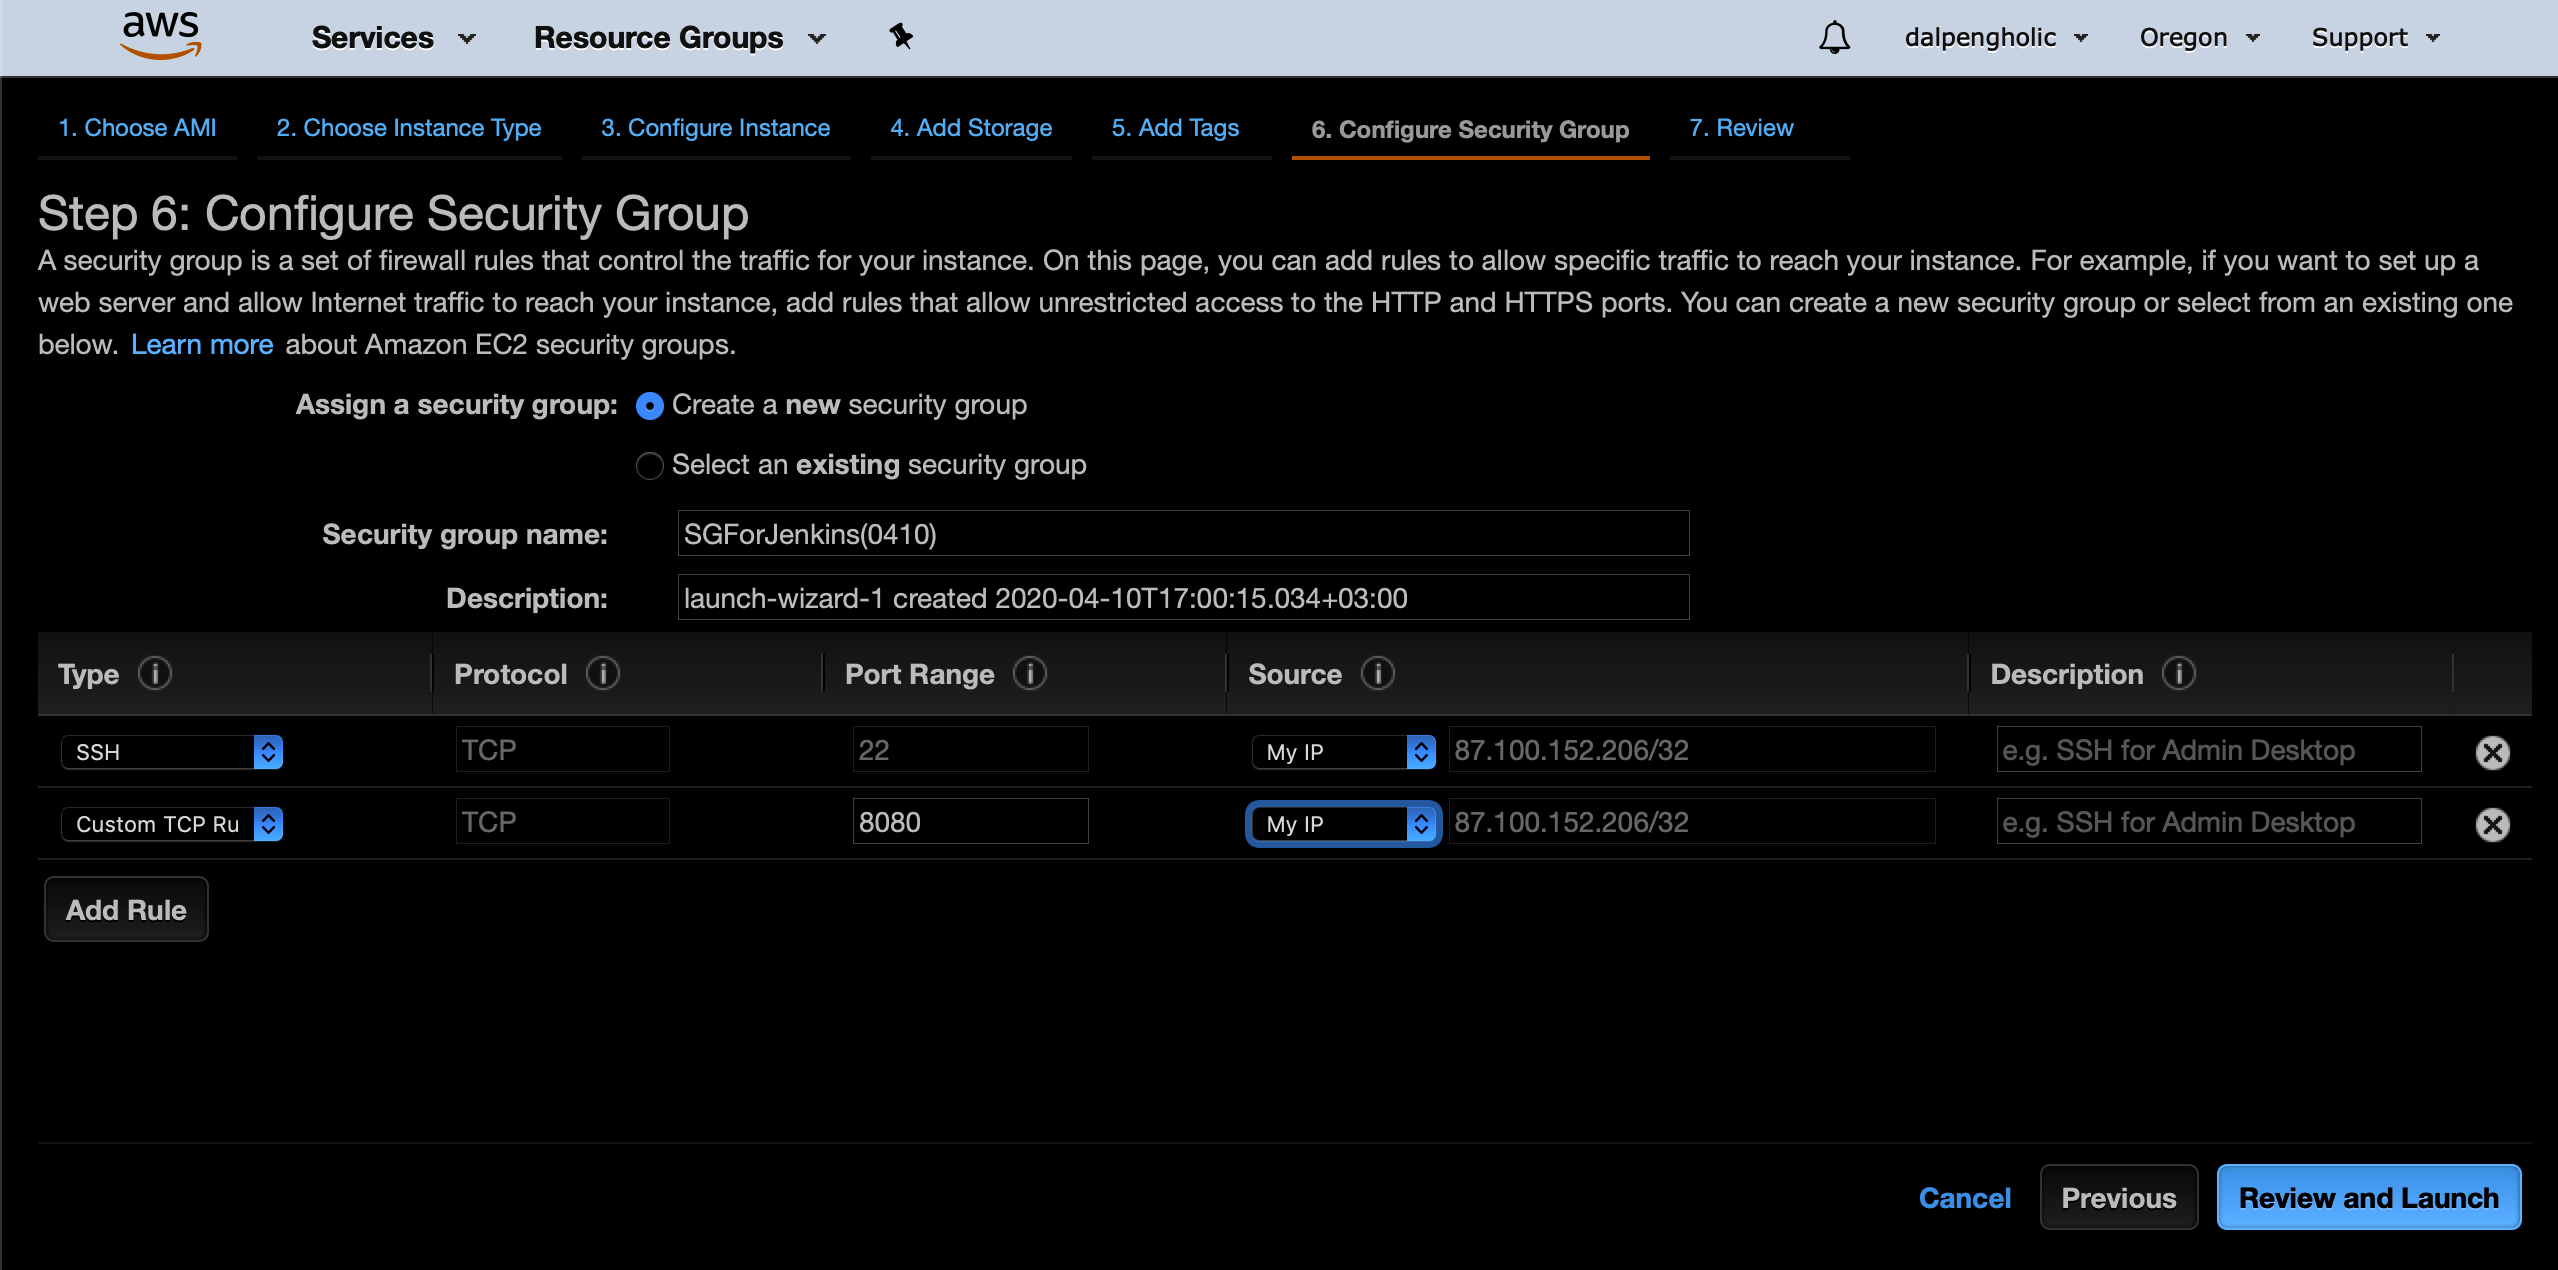 aws Services Resource Groups dalpengholic Oregon Support
1. Choose AMI 2. Choose Instance Type 3. Configure Instance 4. Add Storage 5. Add Tags 6. Configure Security Group 7. Review
Step 6: Configure Security Group
A security group is a set of firewall rules that control the traffic for your instance. On this page, you can add rules to allow specific traffic to reach your instance. For example, if you want to set up a
web server and allow Internet traffic to reach your instance, add rules that allow unrestricted access to the HTTP and HTTPS ports. You can create a new security group or select from an existing one
below. Learn more about Amazon EC2 security groups.
Assign a security group: Create a new security group
Select an existing security group
Security group name: SGForJenkins(0410)
Description: launch-wizard-1 created 2020-04-10T17:00:15.034+03:00
Type i Protocol i Port Range i Source i Description i
SSH TCP 22 My IP 87.100.152.206/32 e.g. SSH for Admin Desktop
Custom TCP Ru TCP 8080 My IP 87.100.152.206/32 e.g. SSH for Admin Desktop
Add Rule
Cancel Previous Review and Launch